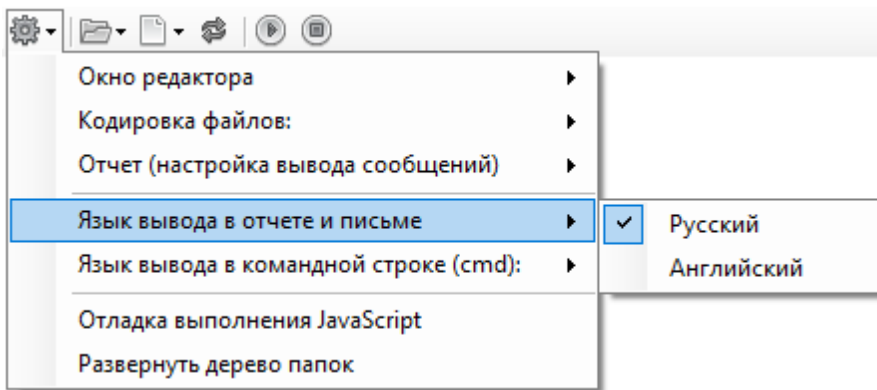 Окно редактора
Кодировка файлов:
Отчет (настройка вывода сообщений)
Язык вывода в отчете и письме
Русский
Язык вывода в командной строке (cmd):
Английский
Отладка выполнения JavaScript
Развернуть дерево папок